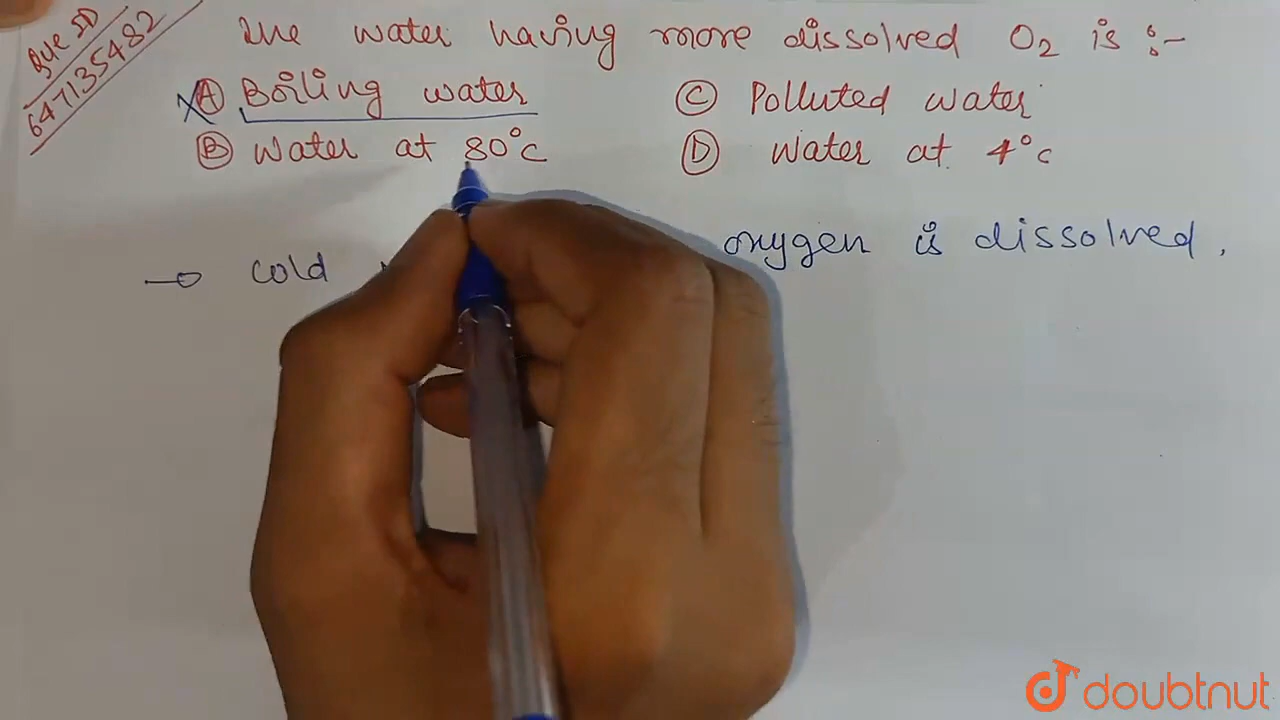 Que ID
647135482
The water having more dissolved O2 is :-
(A) Boiling water
(C) Polluted water
(B) Water at 80°c
(D) Water at 4°c
cold
oxygen is dissolved.
doubtnut